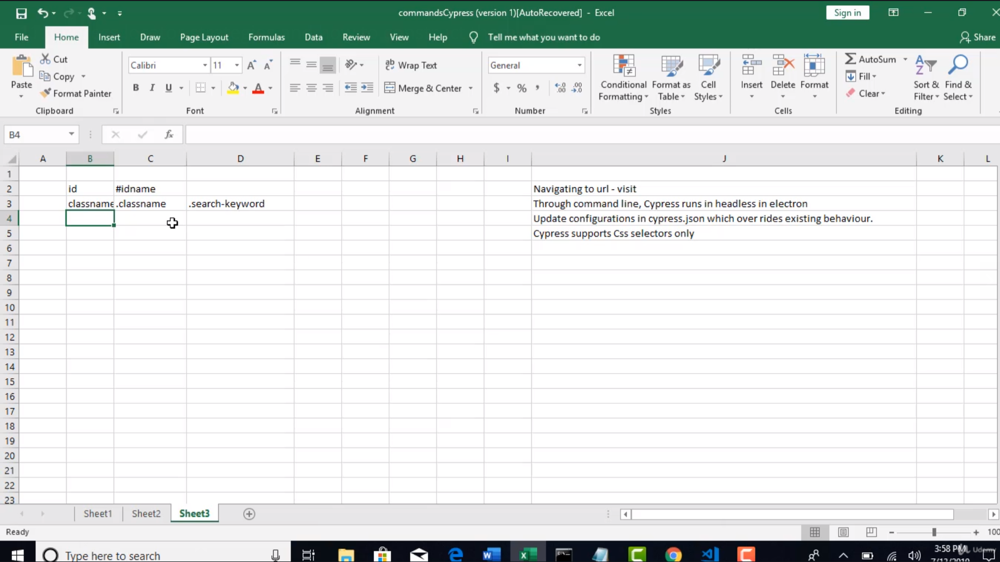 commandsCypress (version 1)[AutoRecovered] - Excel
Sign in
File Home Insert Draw Page Layout Formulas Data Review View Help Tell me what you want to do Share
Paste
Cut
Copy
Format Painter
Calibri 11
B I U
Wrap Text
Merge & Center
General
$ % ,
Conditional Formatting
Format as Table
Cell Styles
Insert
Delete
Format
AutoSum
Fill
Clear
Sort & Filter
Find & Select
Clipboard Font Alignment Number Styles Cells Editing
B4 fx
A B C D E F G H I J K L
1
2 id #idname Navigating to url - visit
3 classname .classname .search-keyword Through command line, Cypress runs in headless in electron
4 Update configurations in cypress.json which over rides existing behaviour.
5 Cypress supports Css selectors only
6
7
8
9
10
11
12
13
14
15
16
17
18
19
20
21
22
23
Sheet1 Sheet2 Sheet3
Ready 100
Type here to search
3:58 PM
Udemy